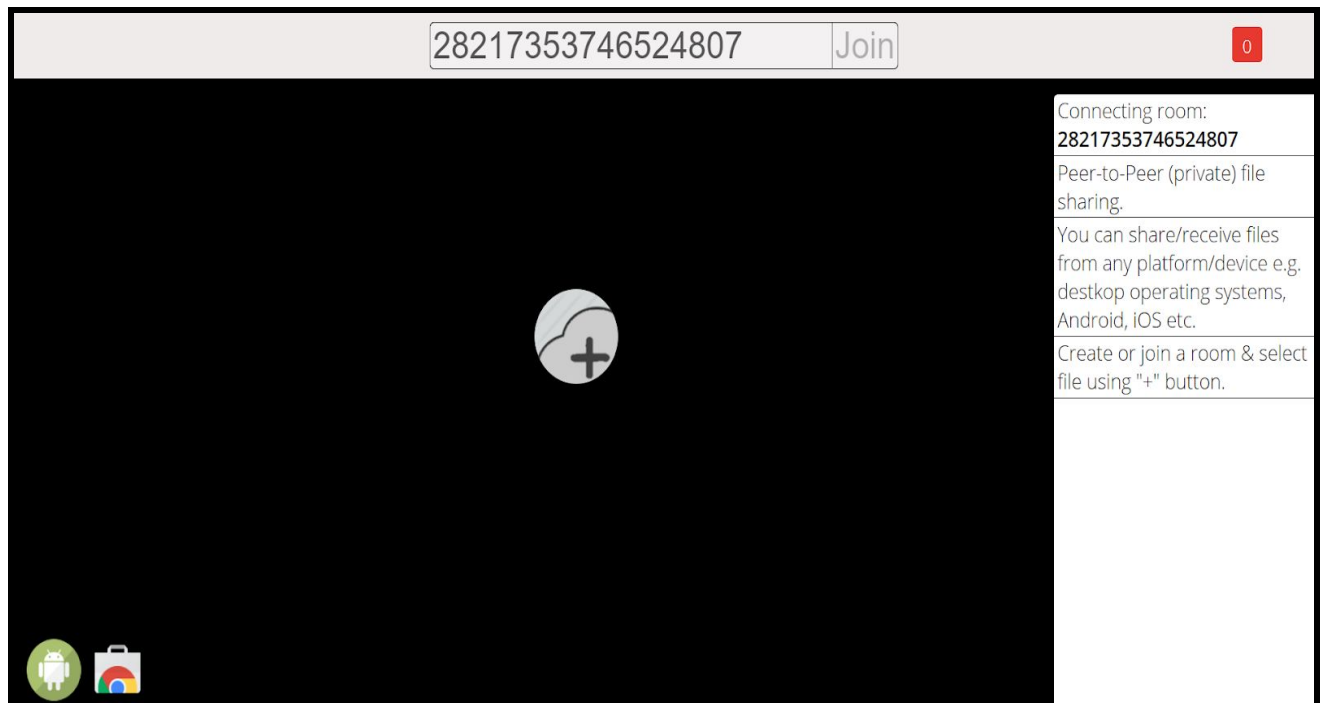 28217353746524807 Join
0
Connecting room:
28217353746524807
Peer-to-Peer (private) file
sharing.
You can share/receive files
from any platform/device e.g.
destkop operating systems,
Android, iOS etc.
Create or join a room & select
file using "+" button.